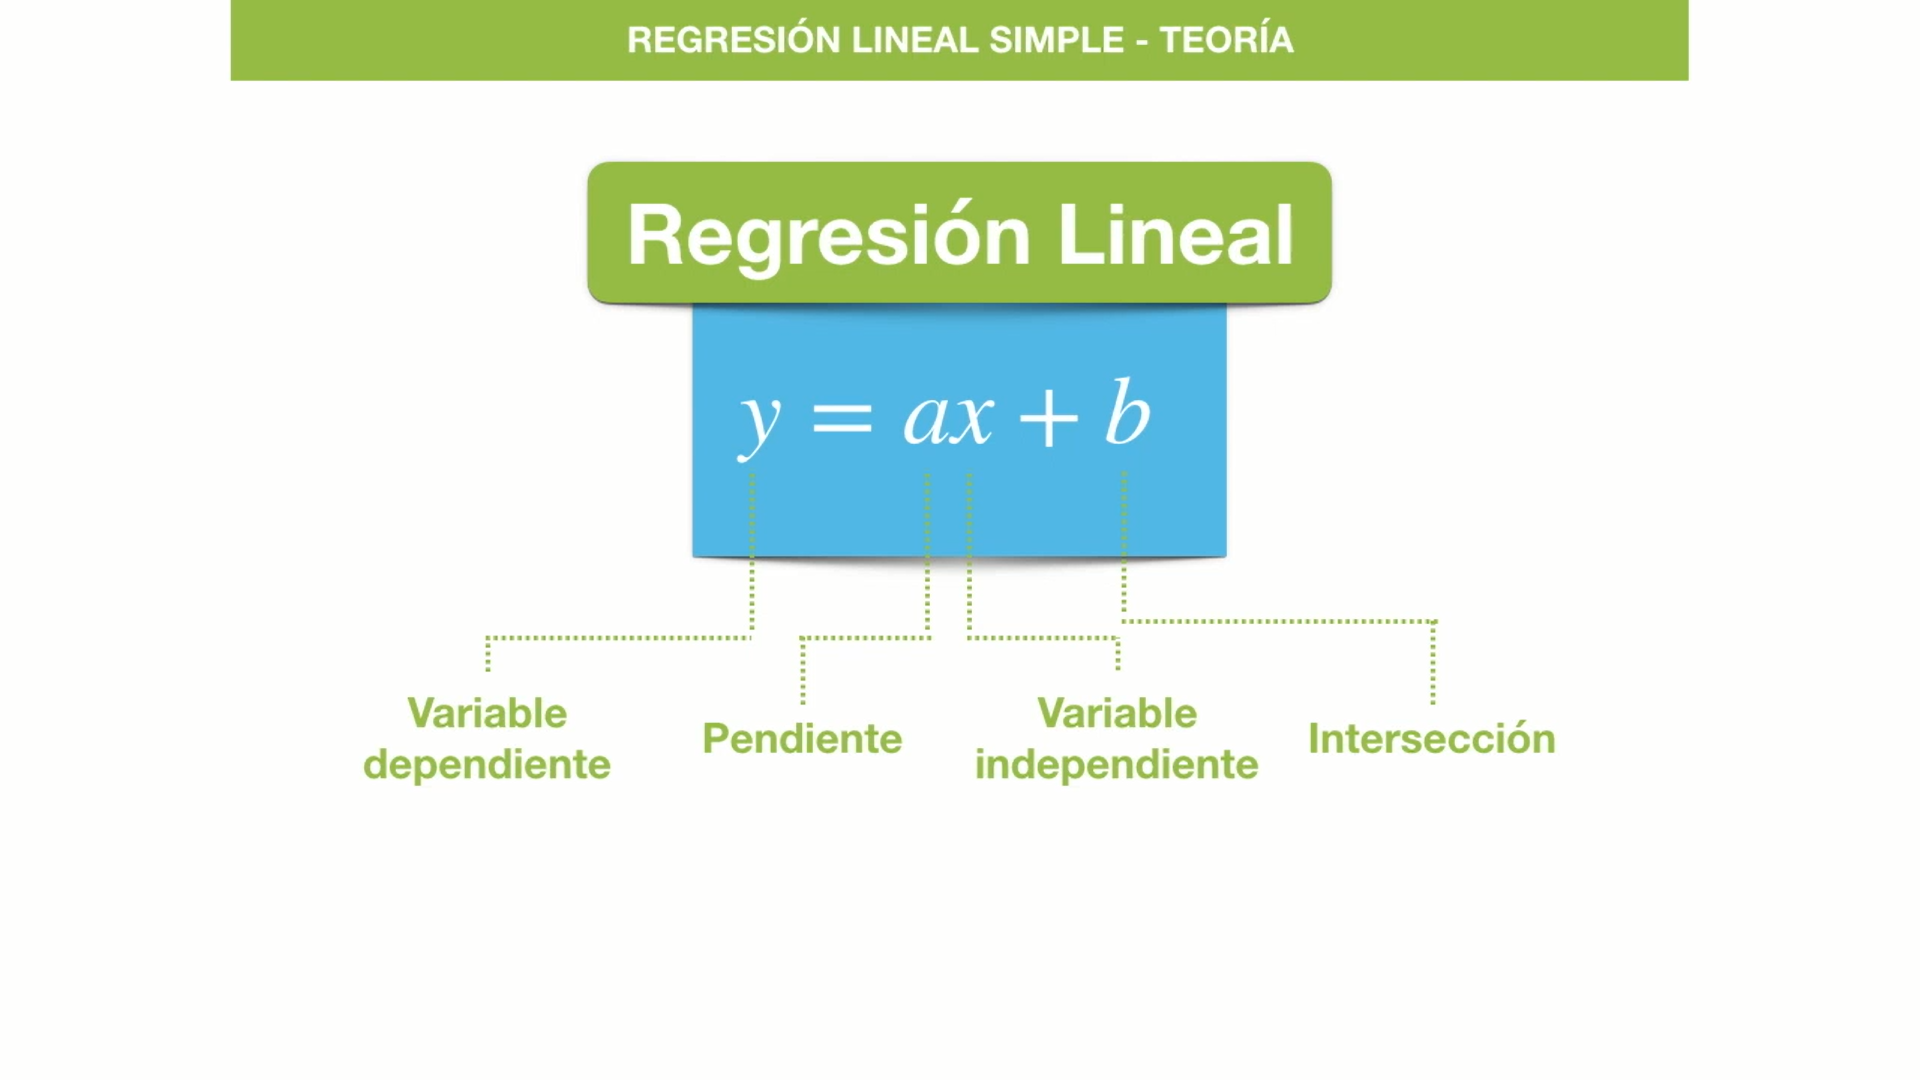 REGRESIÓN LINEAL SIMPLE - TEORÍA
Regresión Lineal
y = ax + b
Variable
dependiente
Pendiente
Variable
independiente
Intersección